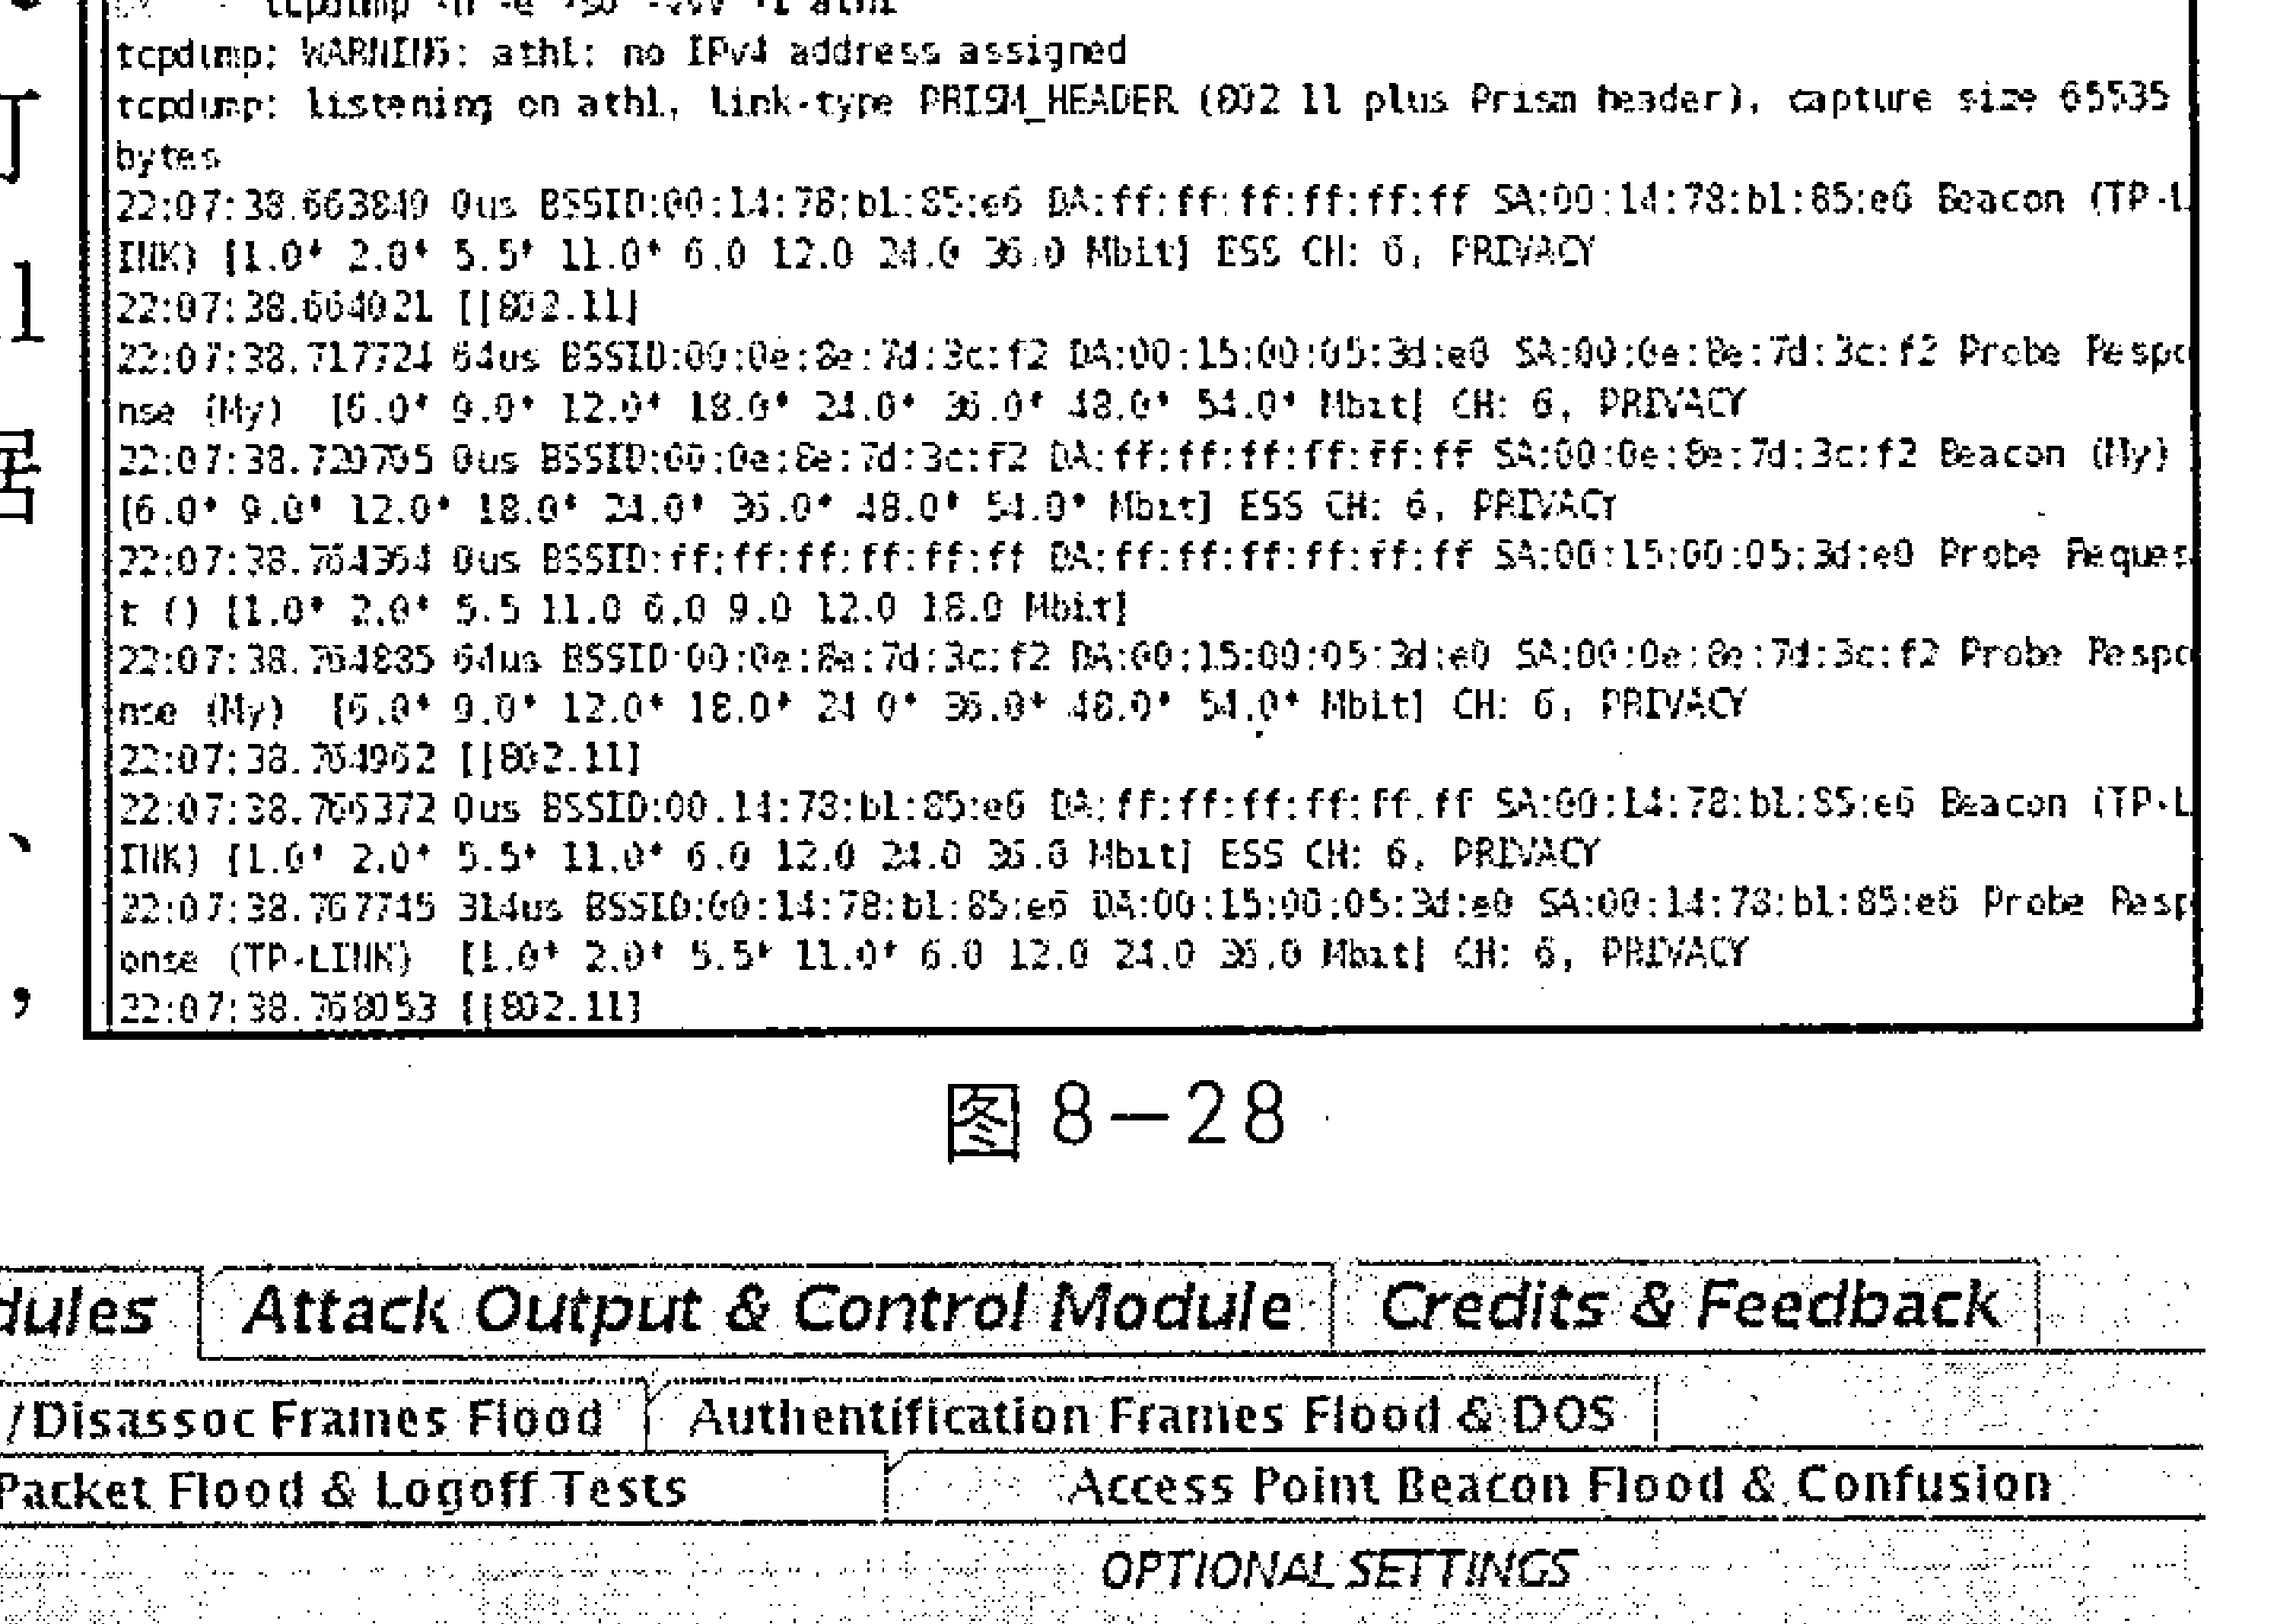 tcpdump -n -e -s0 -vvv -i ath1
tcpdump: WARNING: ath1: no IPv4 address assigned
tcpdump: listening on ath1, link-type PRISM_HEADER (802 11 plus Prism header), capture size 65535
bytes
22:07:38.663849 0us BSSID:00:14:78:b1:85:e6 DA:ff:ff:ff:ff:ff:ff SA:00:14:78:b1:85:e6 Beacon (TP-L
INK) [1.0* 2.0* 5.5* 11.0* 6.0 12.0 24.0 36.0 Mbit] ESS CH: 6, PRIVACY
22:07:38.664021 [|802.11]
22:07:38.717724 64us BSSID:00:0e:8e:7d:3c:f2 DA:00:15:00:05:3d:e0 SA:00:0e:8e:7d:3c:f2 Probe Respo
nse (My) [6.0* 9.0* 12.0* 18.0* 24.0* 36.0* 48.0* 54.0* Mbit] CH: 6, PRIVACY
22:07:38.729705 0us BSSID:00:0e:8e:7d:3c:f2 DA:ff:ff:ff:ff:ff:ff SA:00:0e:8e:7d:3c:f2 Beacon (My)
[6.0* 9.0* 12.0* 18.0* 24.0* 36.0* 48.0* 54.0* Mbit] ESS CH: 6, PRIVACY
22:07:38.764364 0us BSSID:ff:ff:ff:ff:ff:ff DA:ff:ff:ff:ff:ff:ff SA:00:15:00:05:3d:e0 Probe Reques
t () [1.0* 2.0* 5.5 11.0 6.0 9.0 12.0 18.0 Mbit]
22:07:38.764835 64us BSSID:00:0e:8e:7d:3c:f2 DA:00:15:00:05:3d:e0 SA:00:0e:8e:7d:3c:f2 Probe Respo
nse (My) [6.0* 9.0* 12.0* 18.0* 24 0* 36.0* 48.0* 54.0* Mbit] CH: 6, PRIVACY
22:07:38.764962 [|802.11]
22:07:38.766372 0us BSSID:00:14:78:b1:85:e6 DA:ff:ff:ff:ff:ff:ff SA:00:14:78:b1:85:e6 Beacon (TP-L
INK) [1.0* 2.0* 5.5* 11.0* 6.0 12.0 24.0 36.0 Mbit] ESS CH: 6, PRIVACY
22:07:38.767745 314us BSSID:00:14:78:b1:85:e6 DA:00:15:00:05:3d:e0 SA:00:14:78:b1:85:e6 Probe Resp
onse (TP-LINK) [1.0* 2.0* 5.5* 11.0* 6.0 12.0 24.0 36.0 Mbit] CH: 6, PRIVACY
22:07:38.768053 [|802.11]
图 8-28
dules Attack Output & Control Module Credits & Feedback
/Disassoc Frames Flood Authentification Frames Flood & DOS
Packet Flood & Logoff Tests Access Point Beacon Flood & Confusion
OPTIONAL SETTINGS